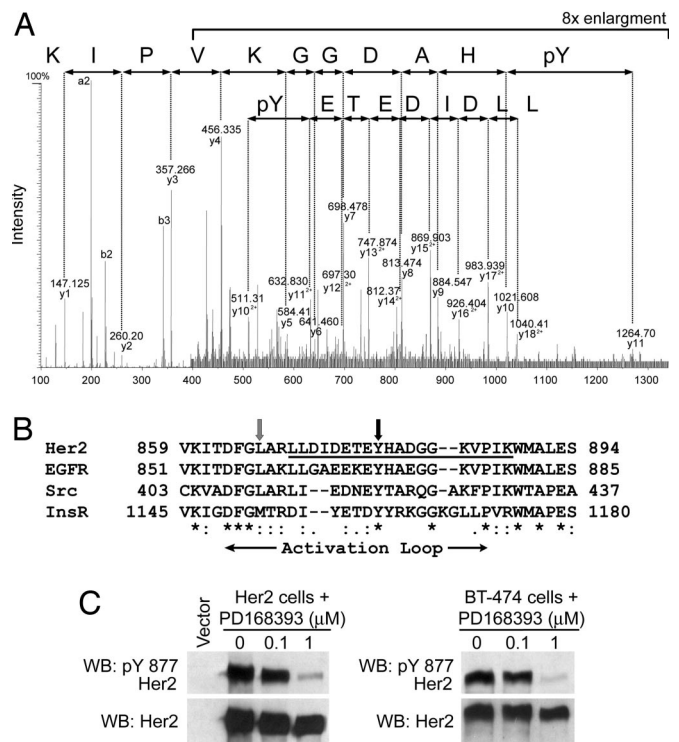 A
8x enlargment
K I P V K G G D A H pY
pY E T E D I D L L
100%
Intensity
a2
b2
b3
147.125
y1
260.20
y2
357.266
y3
456.335
y4
511.31
y10²⁺
584.41
y5
632.830
y11²⁺
641.460
y6
697.30
y12²⁺
698.478
y7
747.874
y13²⁺
812.37
y14²⁺
813.474
y8
869.903
y15²⁺
884.547
y9
926.404
y16²⁺
983.939
y17²⁺
1021.608
y10
1040.41
y18²⁺
1264.70
y11
100 200 300 400 500 600 700 800 900 1000 1100 1200 1300
B
Her2 859 VKITDFGLARLLDIDETEYHADGG--KVPIKWMALES 894
EGFR 851 VKITDFGLAKLLGAEEKEYHAEGG--KVPIKWMALES 885
Src 403 CKVADFGLARLI--EDNEYTARQG-AKFPIKWTAPEA 437
InsR 1145 VKIGDFGMTRDI--YETDYYRKGGKGLLPVRWMAPES 1180
Activation Loop
C
Vector
Her2 cells +
PD168393 (μM)
0 0.1 1
WB: pY 877
Her2
WB: Her2
BT-474 cells +
PD168393 (μM)
0 0.1 1
WB: pY 877
Her2
WB: Her2